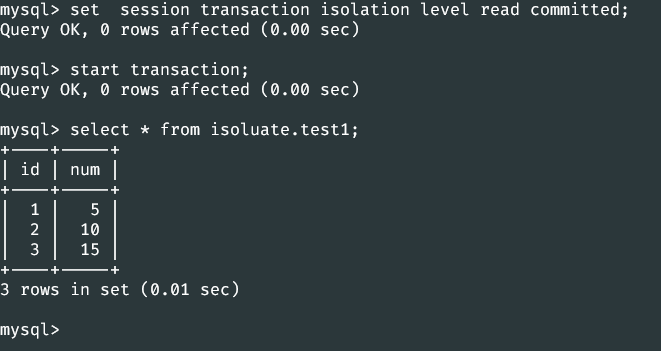 mysql> set  session transaction isolation level read committed;
Query OK, 0 rows affected (0.00 sec)

mysql> start transaction;
Query OK, 0 rows affected (0.00 sec)

mysql> select * from isoluate.test1;
+----+-----+
| id | num |
+----+-----+
|  1 |   5 |
|  2 |  10 |
|  3 |  15 |
+----+-----+
3 rows in set (0.01 sec)

mysql>